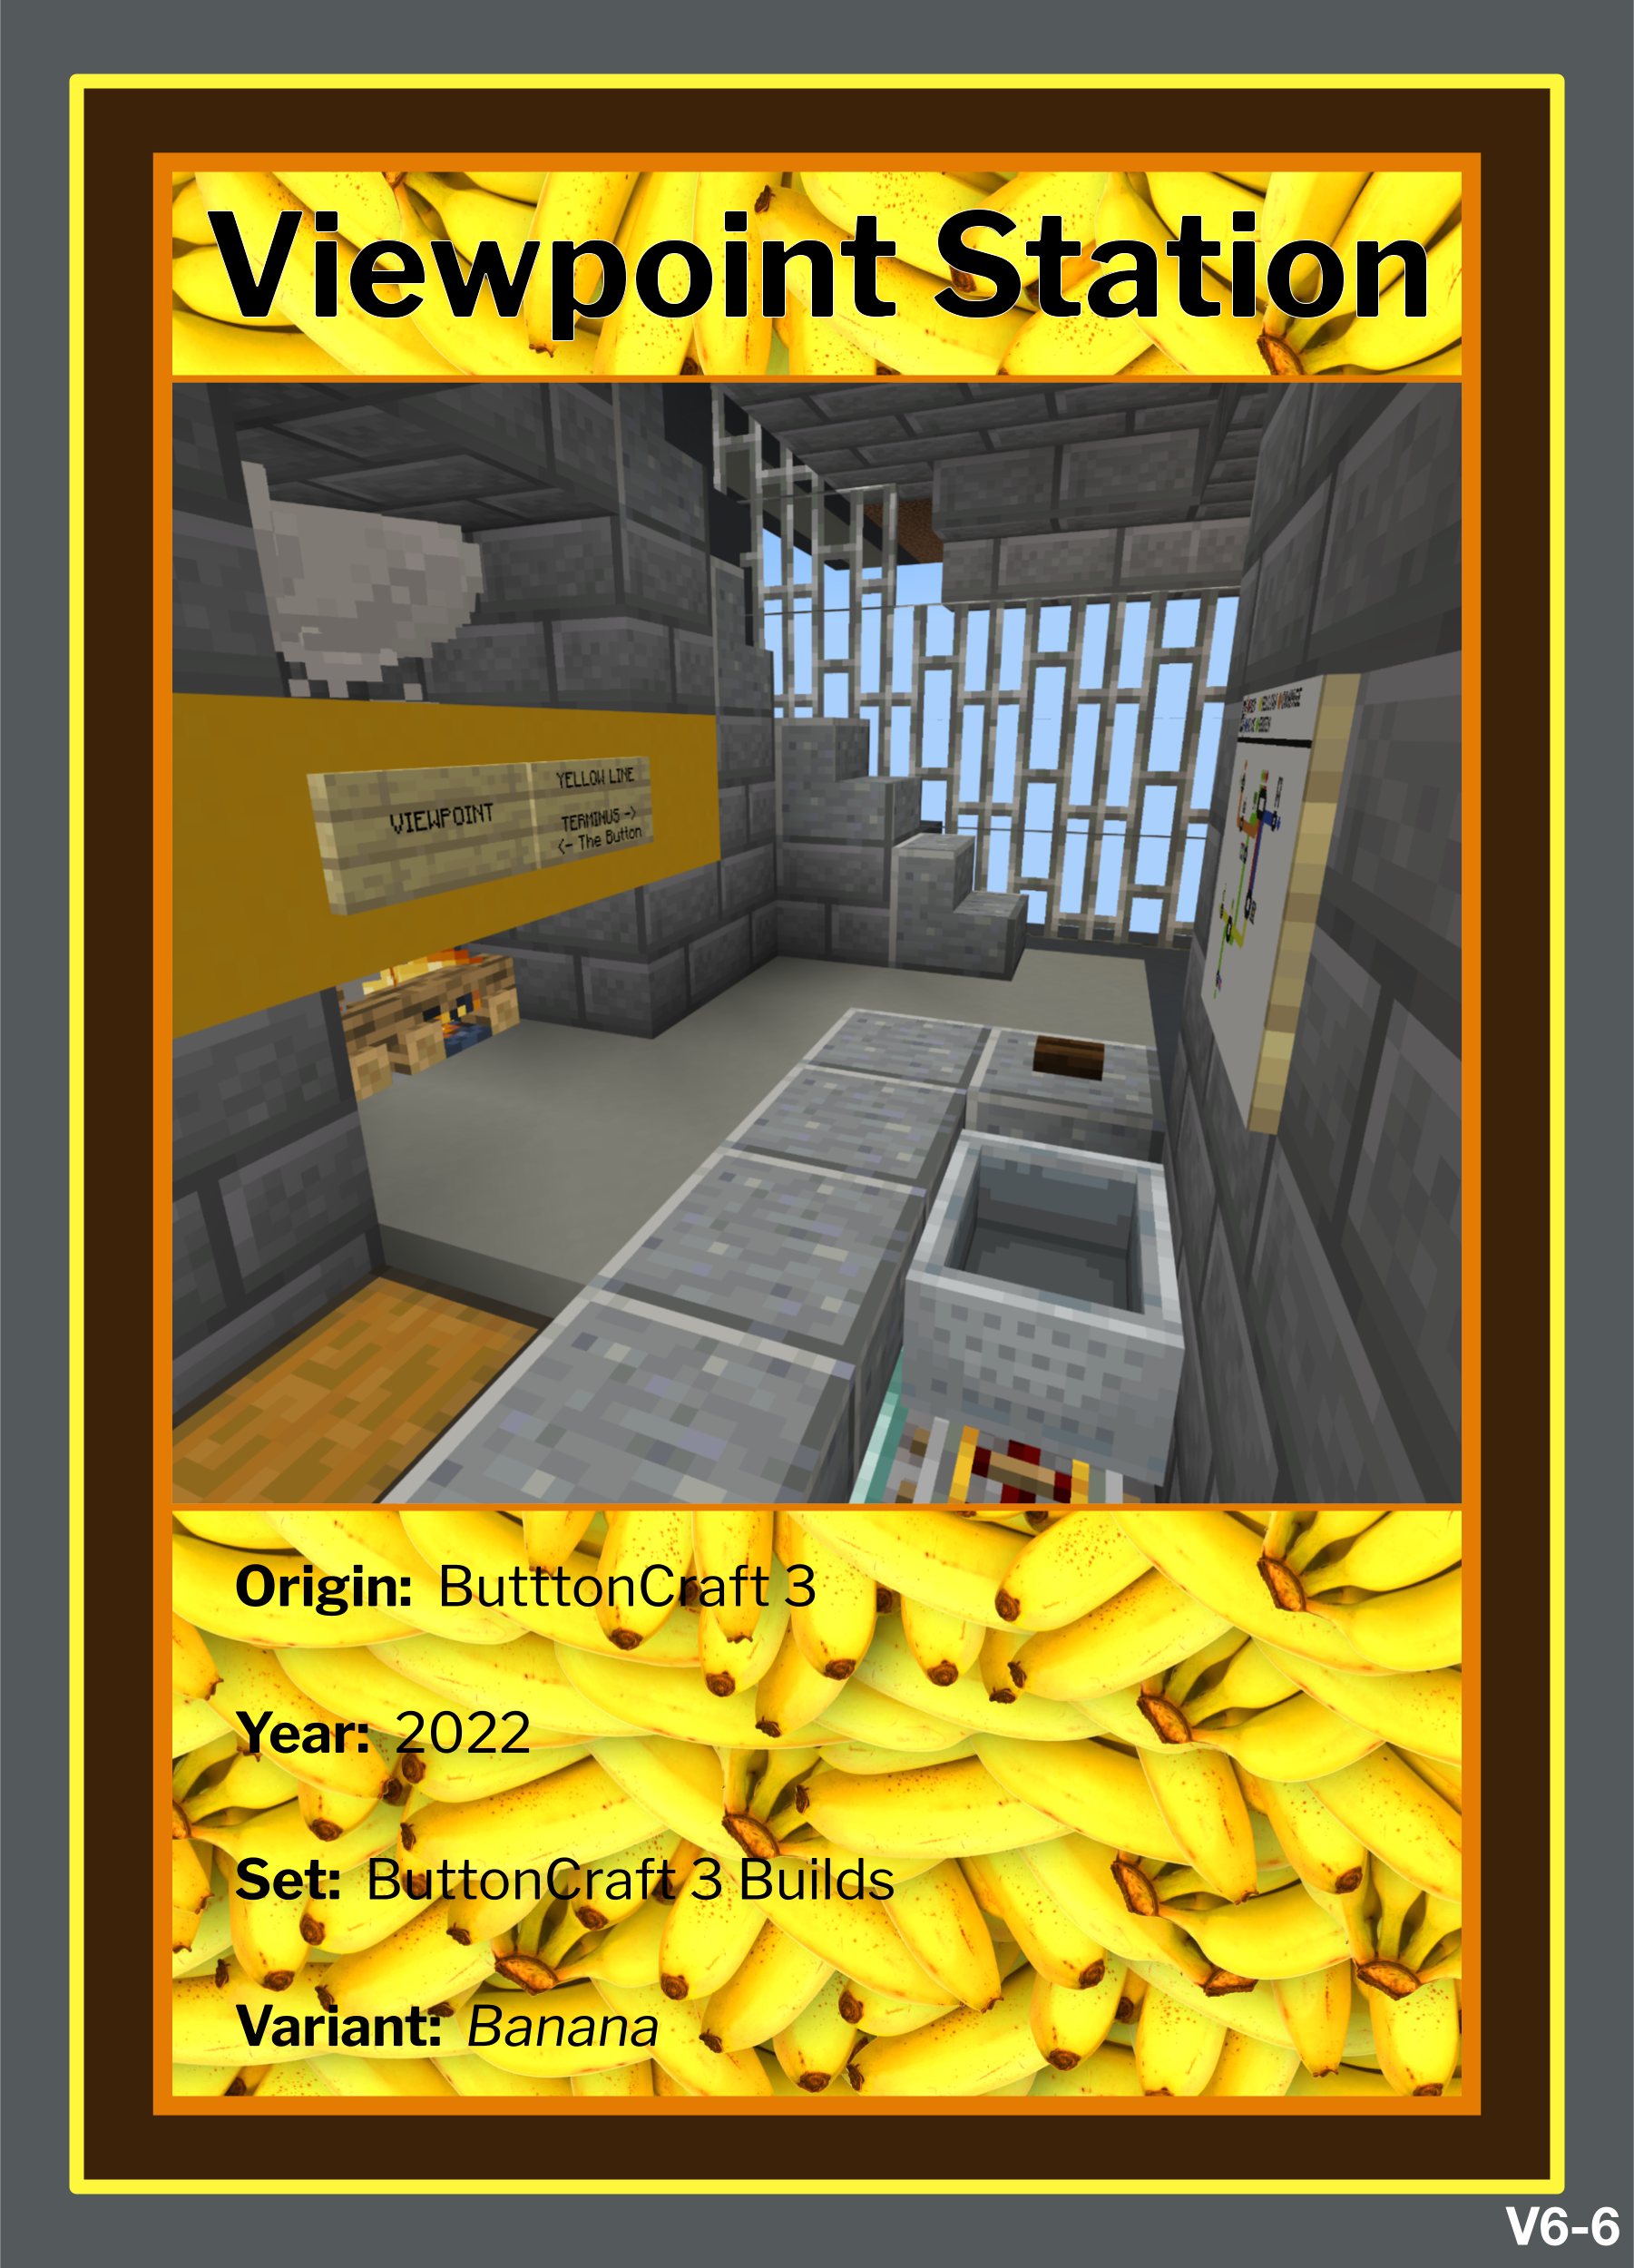 Viewpoint Station
VIEWPOINT
YELLOW LINE
TERMINUS ->
<- The Button
Origin: ButttonCraft 3
Year: 2022
Set: ButtonCraft 3 Builds
Variant: Banana
V6-6